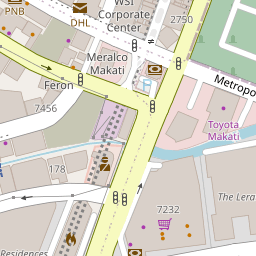 PNB
DHL
WSI
Corporate
Center
2750
Meralco
Makati
Feron
Metropo
7456
Toyota
Makati
178
The Lera
7232
Residences